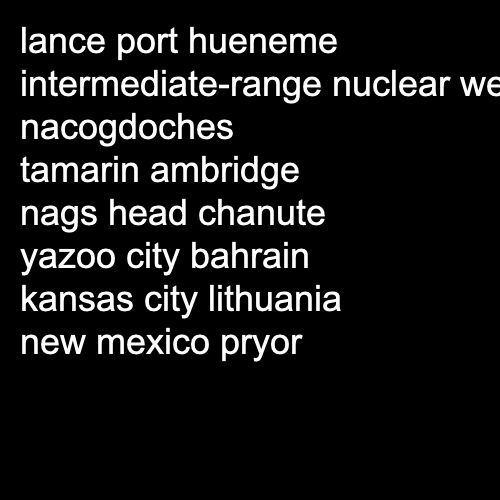 lance port hueneme
intermediate-range nuclear we
nacogdoches
tamarin ambridge
nags head chanute
yazoo city bahrain
kansas city lithuania
new mexico pryor